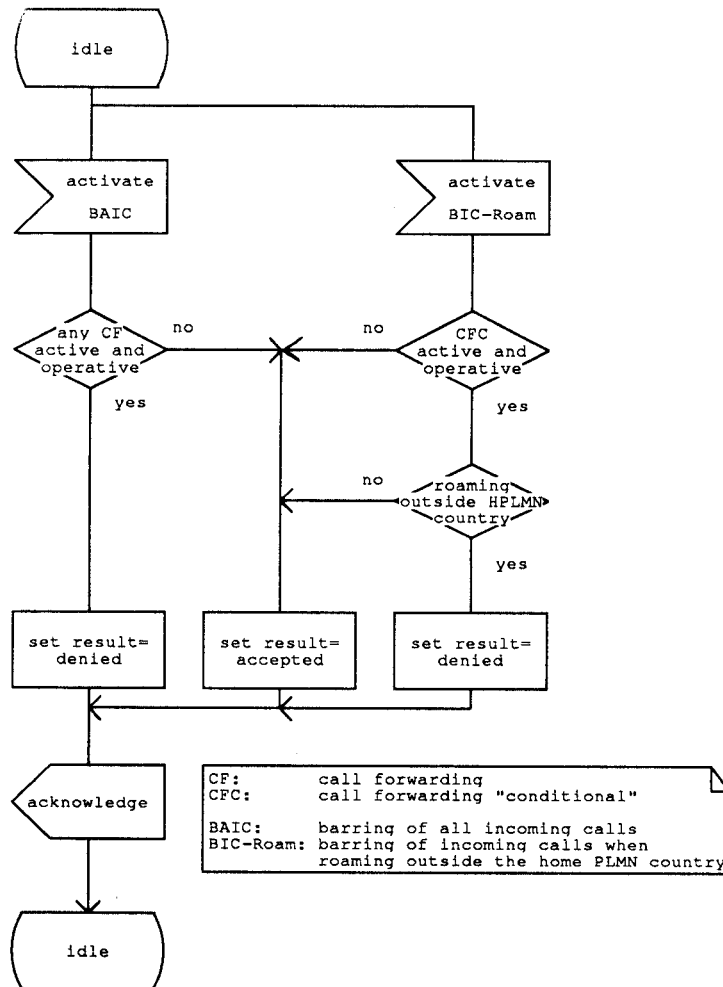 idle
activate
BAIC
activate
BIC-Roam
any CF
active and
operative
no
no
CFC
active and
operative
yes
yes
no
roaming
outside HPLMN
country
yes
set result=
denied
set result=
accepted
set result=
denied
acknowledge
CF: call forwarding
CFC: call forwarding "conditional"
BAIC: barring of all incoming calls
BIC-Roam: barring of incoming calls when
roaming outside the home PLMN country
idle